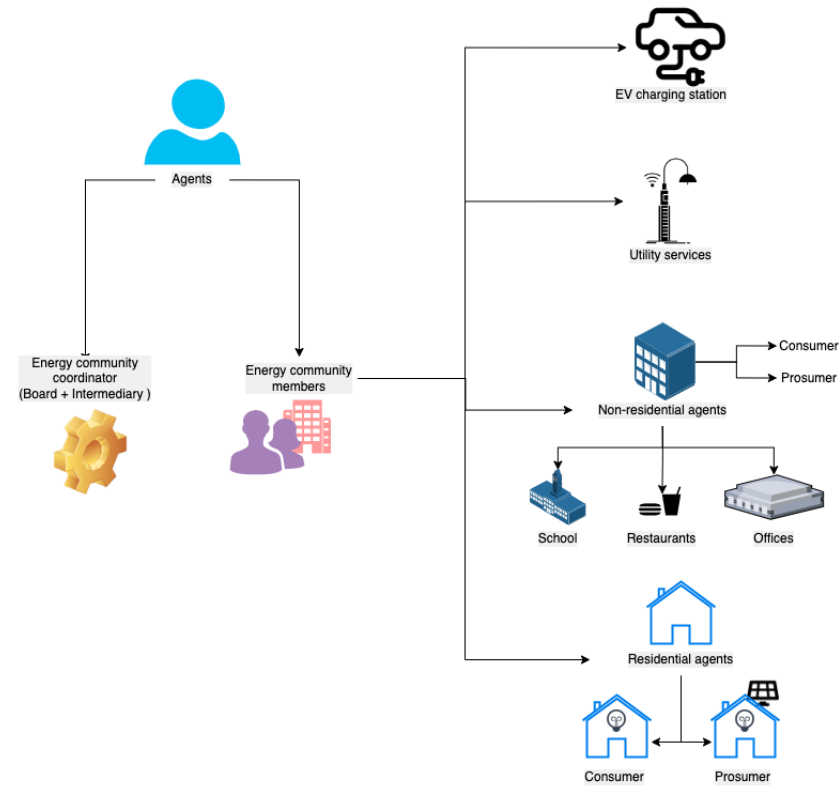 EV charging station
Agents
Utility services
Energy community
coordinator
(Board + Intermediary )
Energy community
members
Consumer
Prosumer
Non-residential agents
School
Restaurants
Offices
Residential agents
Consumer
Prosumer